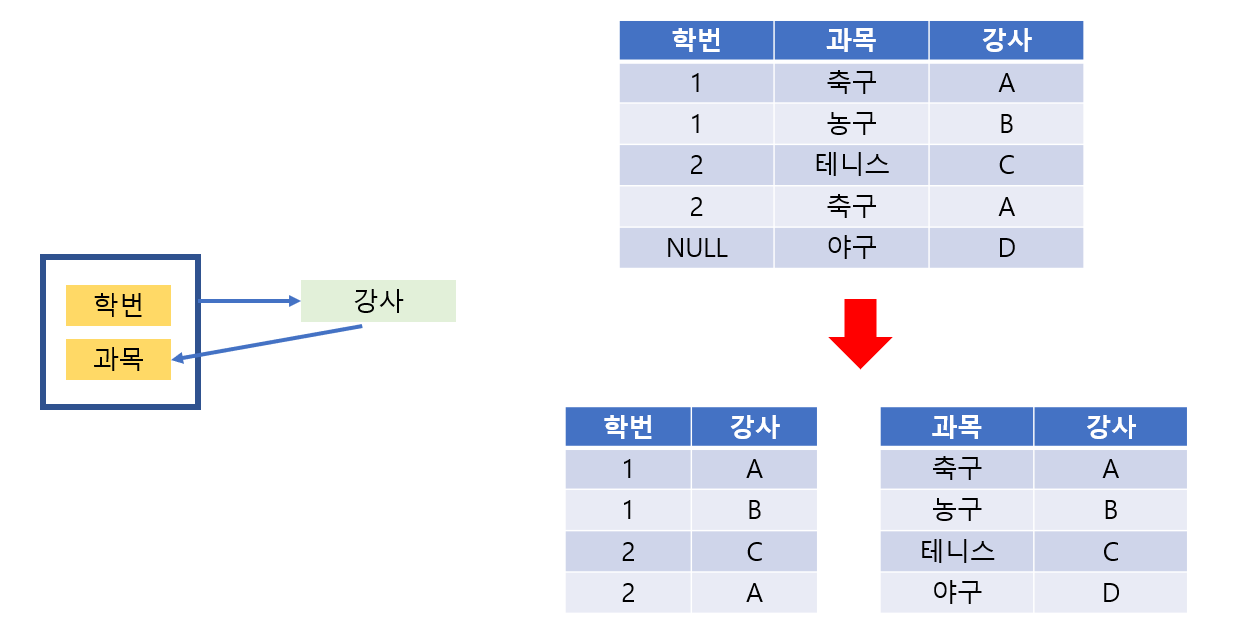 학번 과목 강사
1 축구 A
1 농구 B
2 테니스 C
2 축구 A
NULL 야구 D
학번
과목
강사
학번 강사
1 A
1 B
2 C
2 A
과목 강사
축구 A
농구 B
테니스 C
야구 D